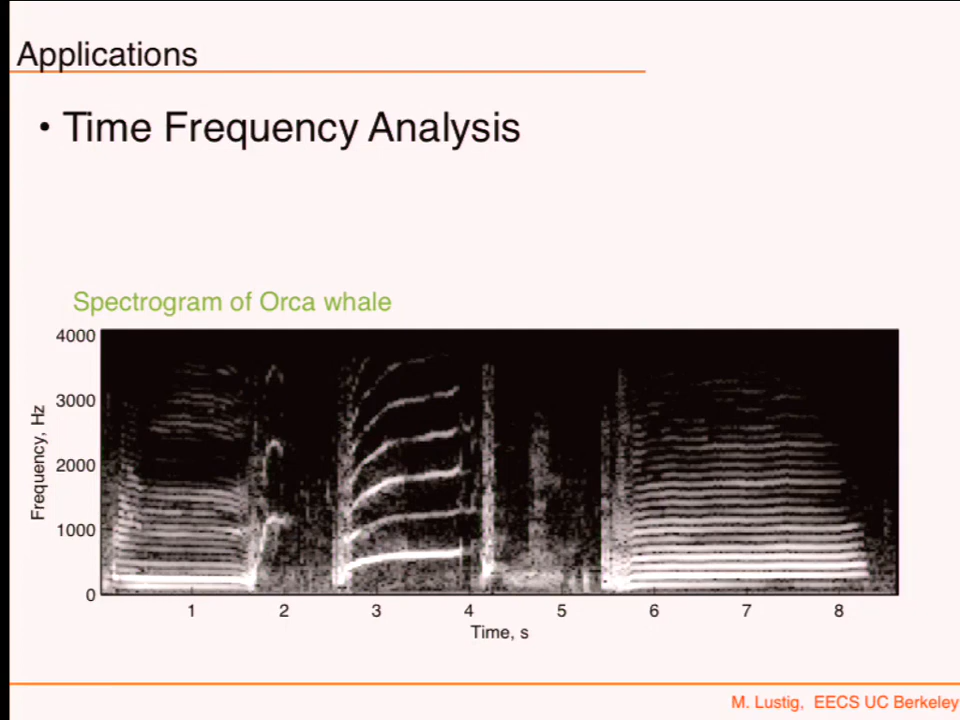 Applications
• Time Frequency Analysis
Spectrogram of Orca whale
4000
3000
2000
1000
0
Frequency, Hz
1 2 3 4 5 6 7 8
Time, s
M. Lustig, EECS UC Berkeley